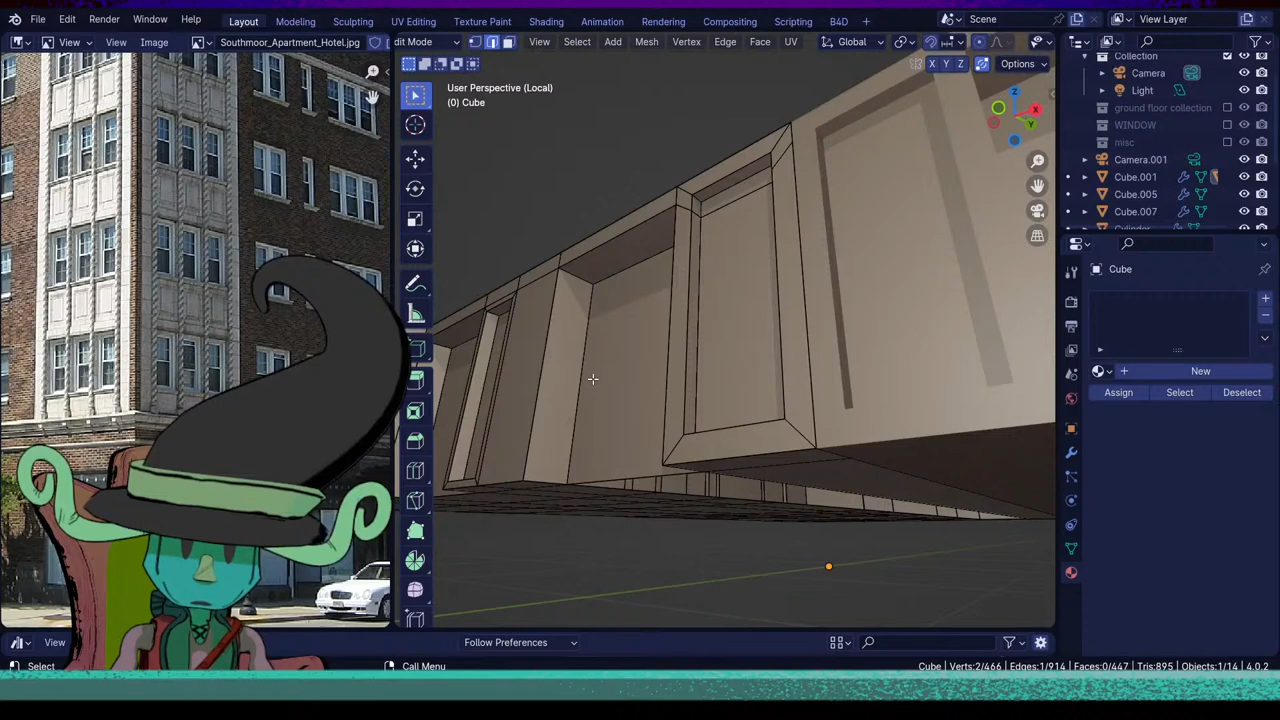 File Edit Render Window Help Layout Modeling Sculpting UV Editing Texture Paint Shading Animation Rendering Compositing Scripting B4D + Scene View Layer
View View Image Southmoor_Apartment_Hotel.jpg dit Mode View Select Add Mesh Vertex Edge Face UV Global
X Y Z Options
User Perspective (Local)
(0) Cube
Z
X
Y
Collection
Camera
Light
ground floor collection
WINDOW
misc
Camera.001
Cube.001
Cube.005
Cube.007
Cube
New
Assign Select Deselect
View Follow Preferences
Select Call Menu Cube | Verts:2/466 | Edges:1/914 | Faces:0/447 | Tris:895 | Objects:1/14 | 4.0.2